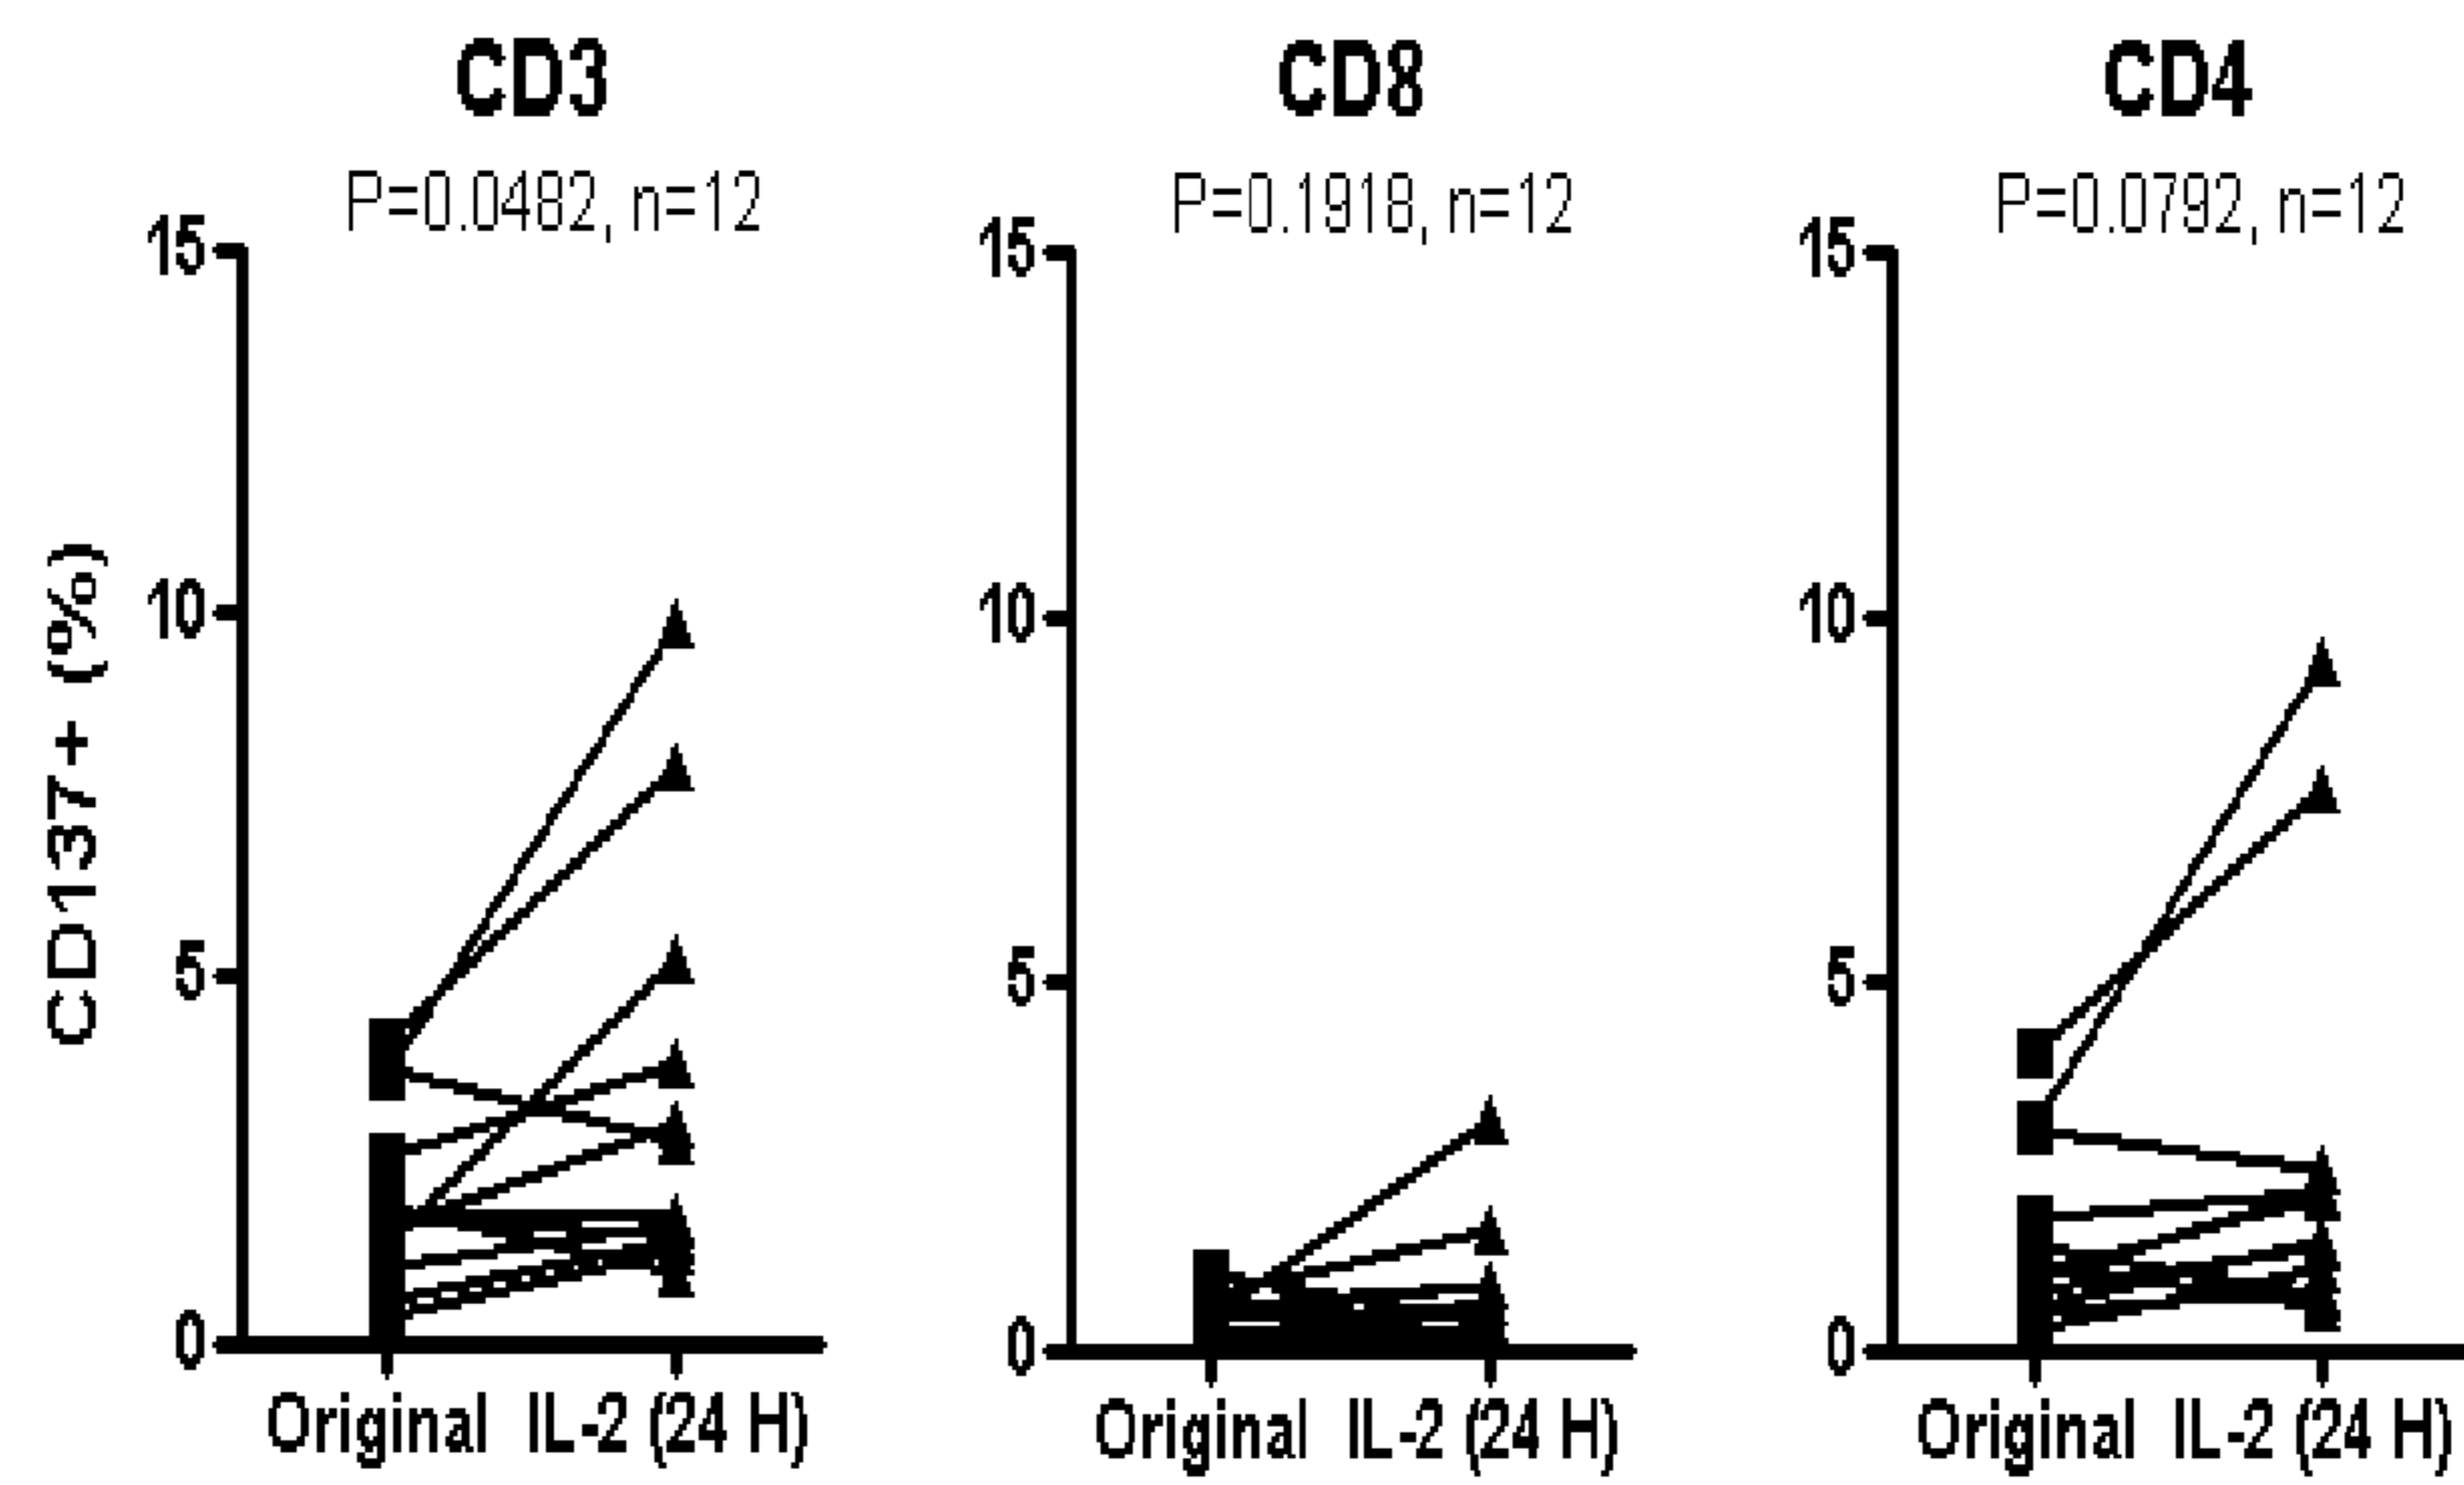 CD3
P=0.0482, n=12
CD137+ (%)
15
10
5
0
Original IL-2 (24 H)
CD8
P=0.1918, n=12
15
10
5
0
Original IL-2 (24 H)
CD4
P=0.0792, n=12
15
10
5
0
Original IL-2 (24 H)